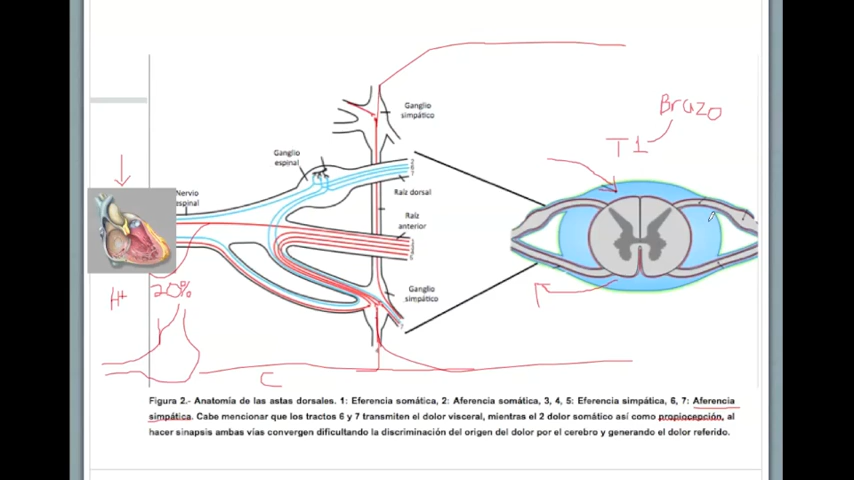 Brazo
T1
Ganglio
simpático
Ganglio
espinal
2
6
7
Nervio
espinal
Raíz dorsal
Raíz
anterior
Ganglio
simpático
H+
20%
C
Figura 2.- Anatomía de las astas dorsales. 1: Eferencia somática, 2: Aferencia somática, 3, 4, 5: Eferencia simpática, 6, 7: Aferencia
simpática. Cabe mencionar que los tractos 6 y 7 transmiten el dolor visceral, mientras el 2 dolor somático así como propiocepción, al
hacer sinapsis ambas vías convergen dificultando la discriminación del origen del dolor por el cerebro y generando el dolor referido.